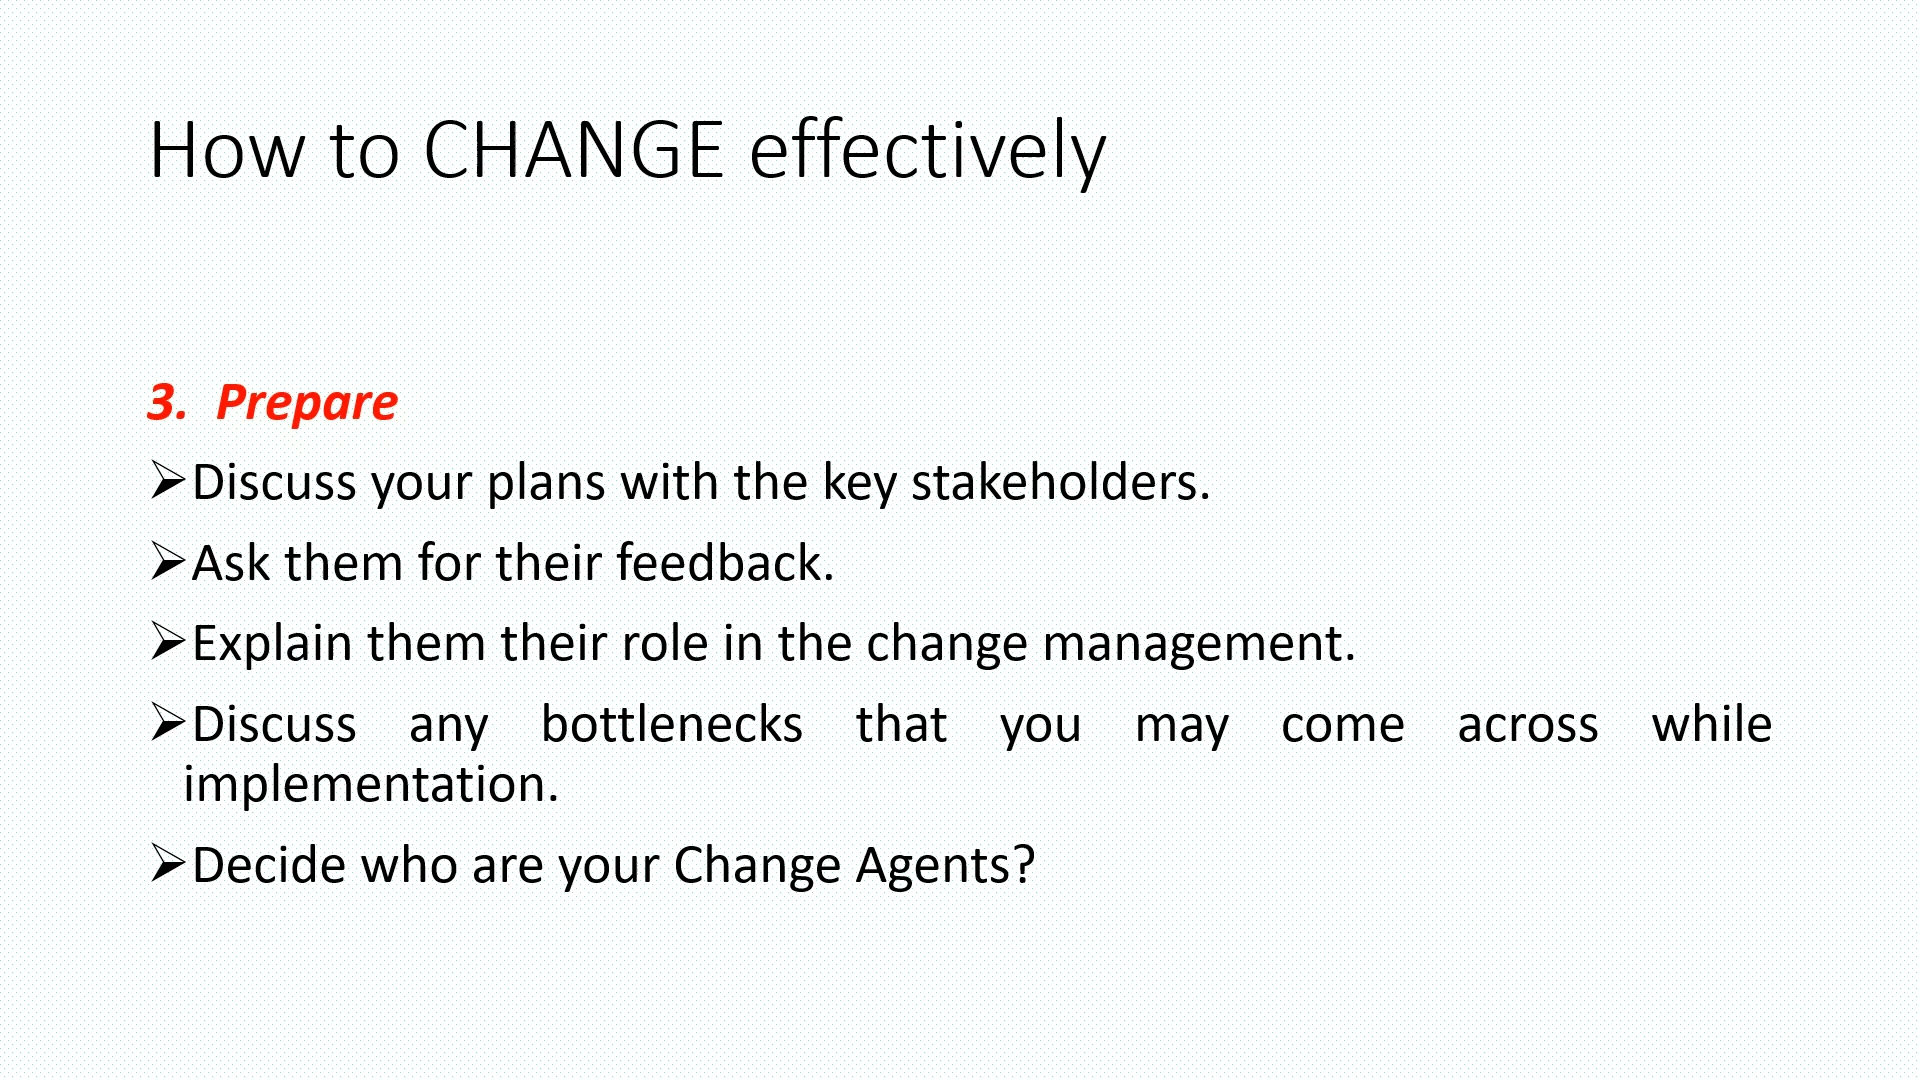 How to CHANGE effectively
3. Prepare
➢Discuss your plans with the key stakeholders.
➢Ask them for their feedback.
➢Explain them their role in the change management.
➢Discuss any bottlenecks that you may come across while
implementation.
➢Decide who are your Change Agents?